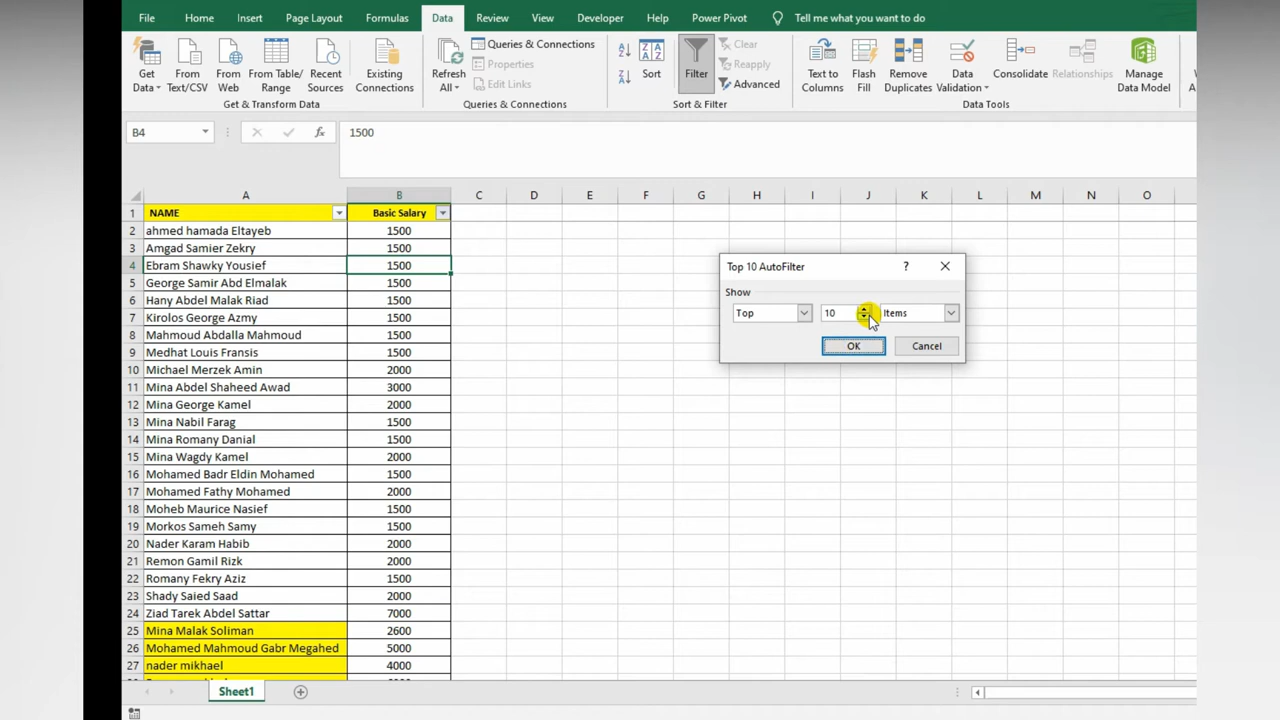 File Home Insert Page Layout Formulas Data Review View Developer Help Power Pivot Tell me what you want to do
Get Data
From Text/CSV
From Web
From Table/ Range
Recent Sources
Existing Connections
Get & Transform Data
Refresh All
Queries & Connections
Properties
Edit Links
Queries & Connections
Sort
Filter
Clear
Reapply
Advanced
Sort & Filter
Text to Columns
Flash Fill
Remove Duplicates
Data Validation
Consolidate
Relationships
Manage Data Model
Data Tools
B4 fx 1500
A B C D E F G H I J K L M N O
1 NAME Basic Salary
2 ahmed hamada Eltayeb 1500
3 Amgad Samier Zekry 1500
4 Ebram Shawky Yousief 1500
5 George Samir Abd Elmalak 1500
6 Hany Abdel Malak Riad 1500
7 Kirolos George Azmy 1500
8 Mahmoud Abdalla Mahmoud 1500
9 Medhat Louis Fransis 1500
10 Michael Merzek Amin 2000
11 Mina Abdel Shaheed Awad 3000
12 Mina George Kamel 2000
13 Mina Nabil Farag 1500
14 Mina Romany Danial 1500
15 Mina Wagdy Kamel 2000
16 Mohamed Badr Eldin Mohamed 1500
17 Mohamed Fathy Mohamed 2000
18 Moheb Maurice Nasief 1500
19 Morkos Sameh Samy 1500
20 Nader Karam Habib 2000
21 Remon Gamil Rizk 2000
22 Romany Fekry Aziz 1500
23 Shady Saied Saad 2000
24 Ziad Tarek Abdel Sattar 7000
25 Mina Malak Soliman 2600
26 Mohamed Mahmoud Gabr Megahed 5000
27 nader mikhael 4000
Top 10 AutoFilter ?
Show
Top 10 Items
OK Cancel
Sheet1